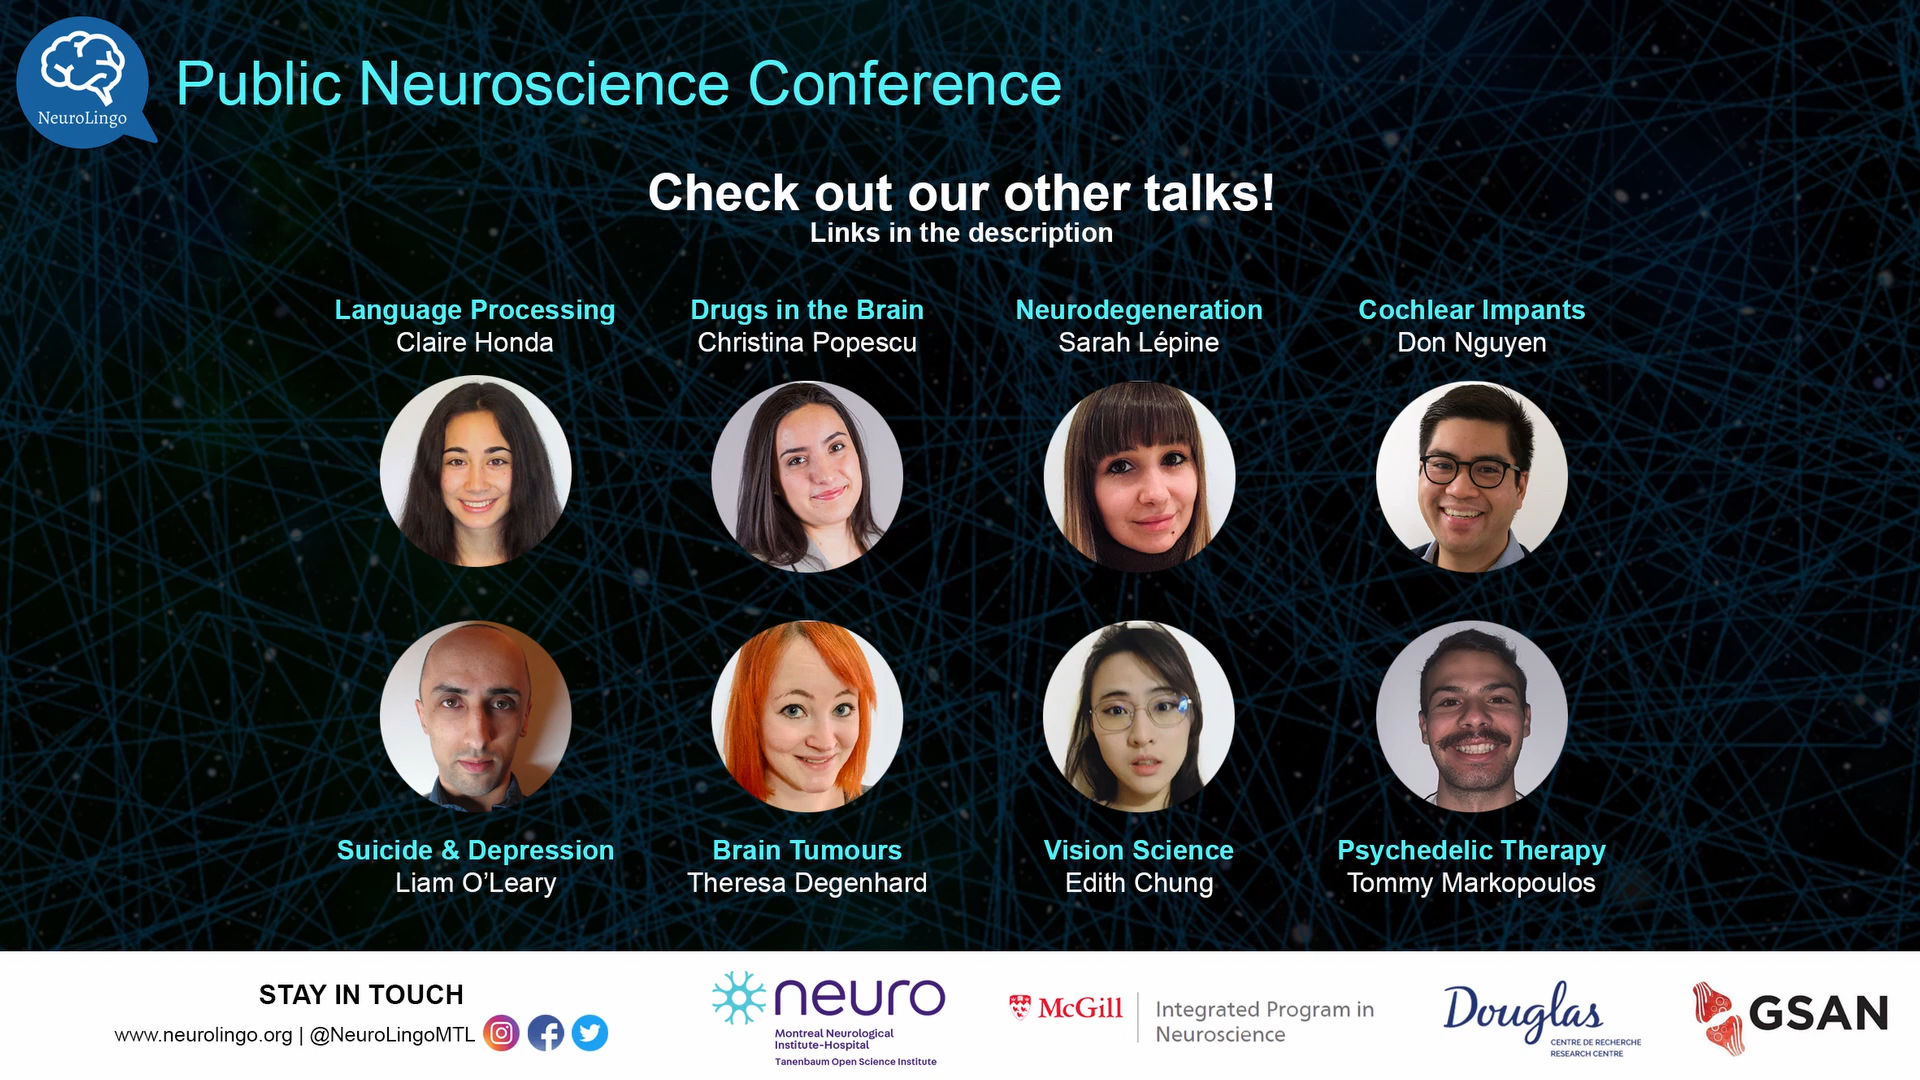 NeuroLingo
Public Neuroscience Conference
Check out our other talks!
Links in the description
Language Processing
Claire Honda
Drugs in the Brain
Christina Popescu
Neurodegeneration
Sarah Lépine
Cochlear Impants
Don Nguyen
Suicide & Depression
Liam O’Leary
Brain Tumours
Theresa Degenhard
Vision Science
Edith Chung
Psychedelic Therapy
Tommy Markopoulos
STAY IN TOUCH
www.neurolingo.org | @NeuroLingoMTL
neuro
Montreal Neurological
Institute-Hospital
Tanenbaum Open Science Institute
McGill
Integrated Program in
Neuroscience
Douglas
CENTRE DE RECHERCHE
RESEARCH CENTRE
GSAN